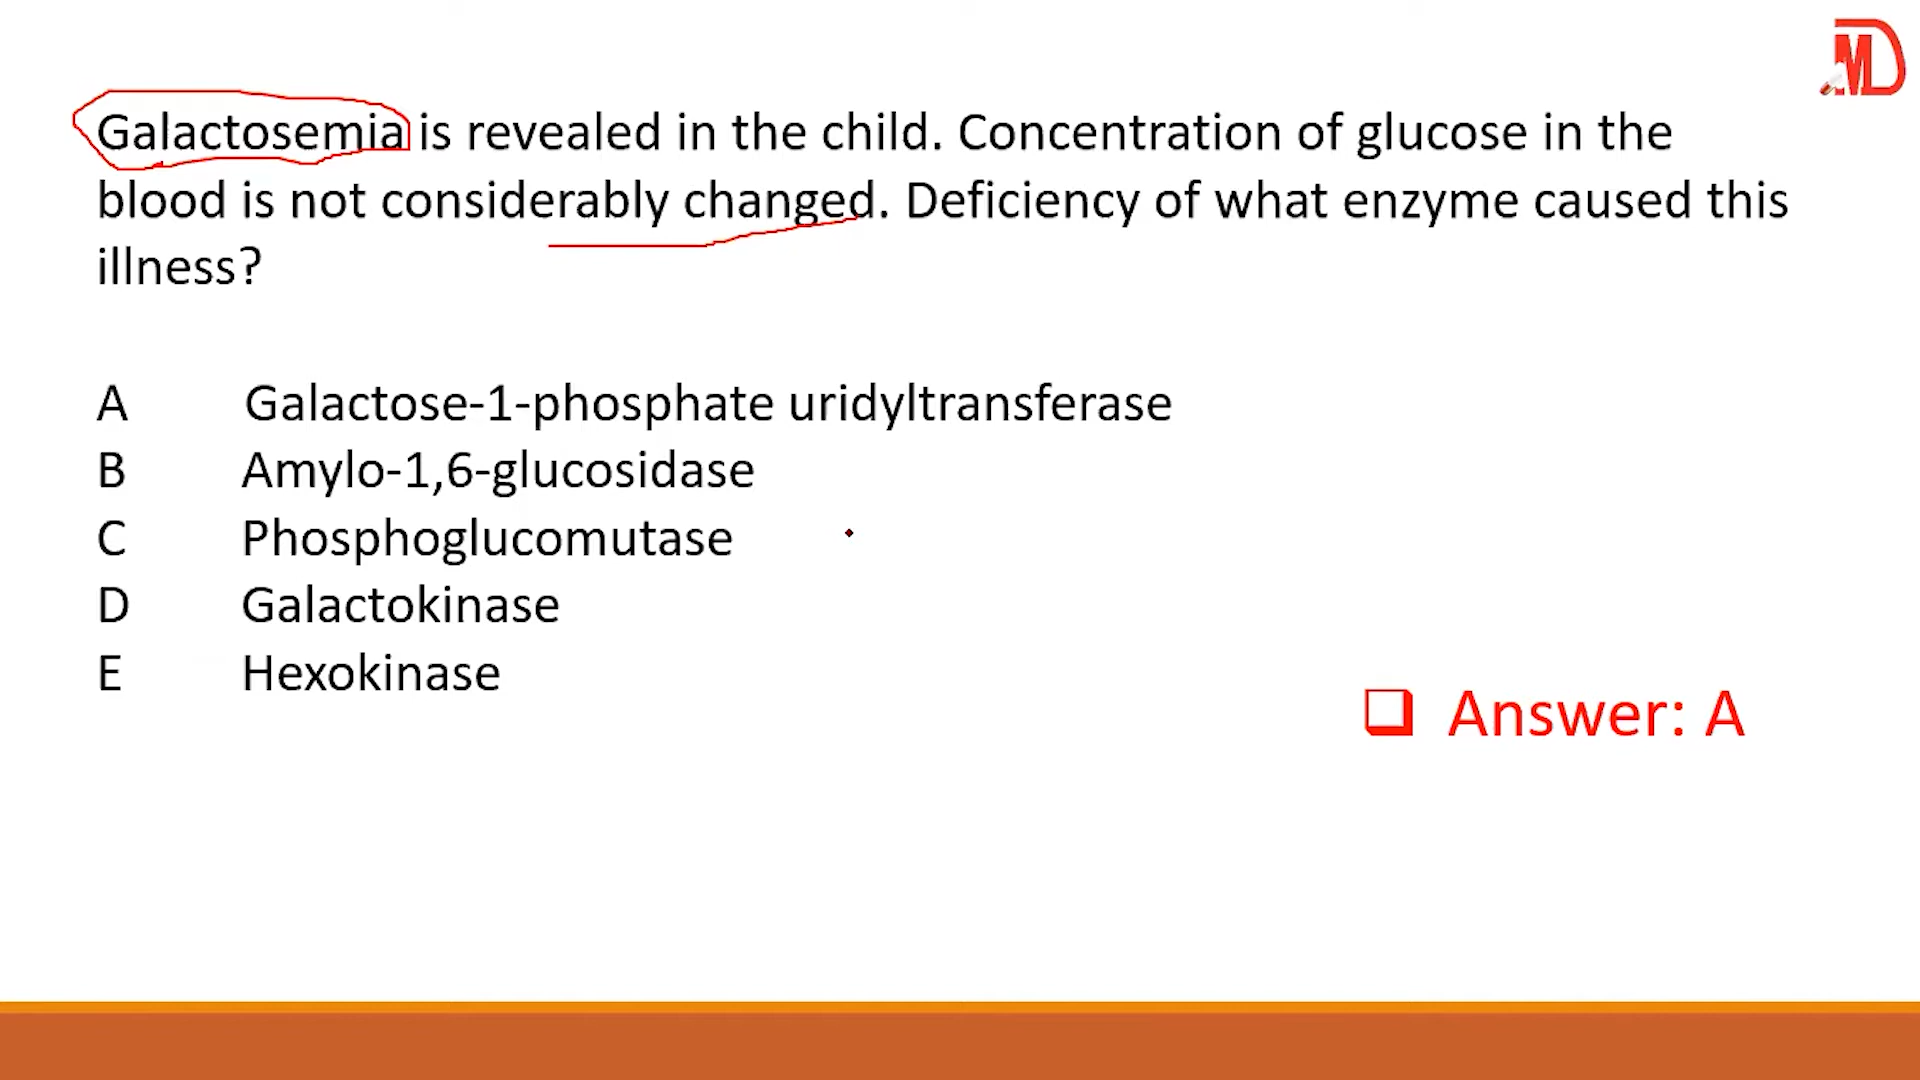 MD
Galactosemia is revealed in the child. Concentration of glucose in the
blood is not considerably changed. Deficiency of what enzyme caused this
illness?
A Galactose-1-phosphate uridyltransferase
B Amylo-1,6-glucosidase
C Phosphoglucomutase
D Galactokinase
E Hexokinase
Answer: A